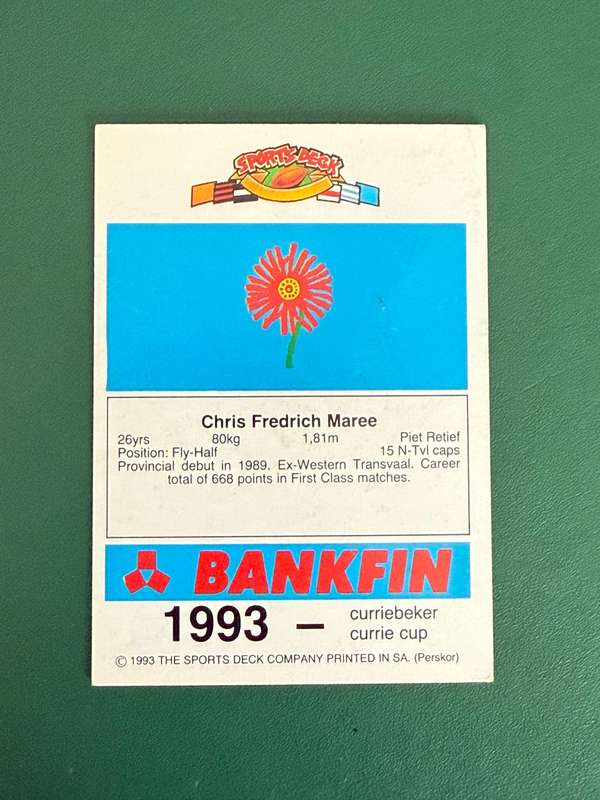 SPORTS DECK
Chris Fredrich Maree
26yrs 80kg 1,81m Piet Retief
Position: Fly-Half 15 N-Tvl caps
Provincial debut in 1989. Ex-Western Transvaal. Career
total of 668 points in First Class matches.
BANKFIN
1993 – curriebeker
currie cup
© 1993 THE SPORTS DECK COMPANY PRINTED IN SA. (Perskor)